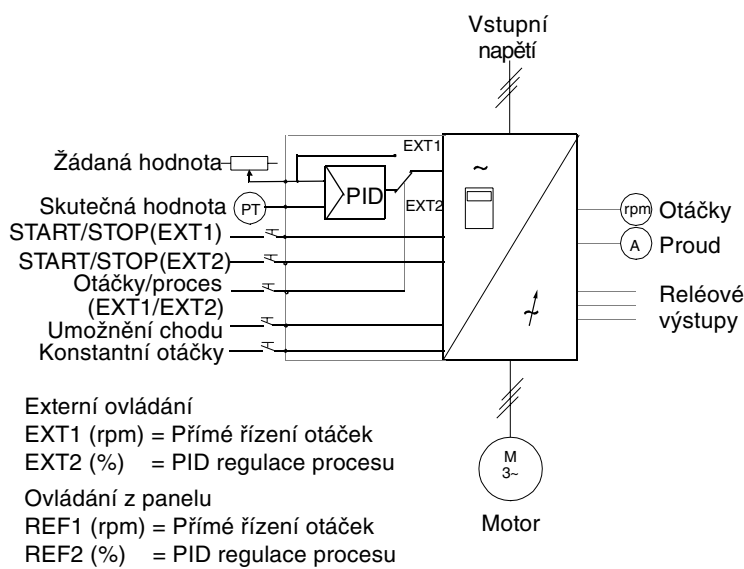 Vstupní
napětí
Žádaná hodnota
EXT1
~
PID
Skutečná hodnota
PT
EXT2
rpm Otáčky
START/STOP(EXT1)
A Proud
START/STOP(EXT2)
Otáčky/proces
(EXT1/EXT2)
Reléové
výstupy
Umožnění chodu
Konstantní otáčky
Externí ovládání
EXT1 (rpm) = Přímé řízení otáček
EXT2 (%) = PID regulace procesu
M
3~
Motor
Ovládání z panelu
REF1 (rpm) = Přímé řízení otáček
REF2 (%) = PID regulace procesu